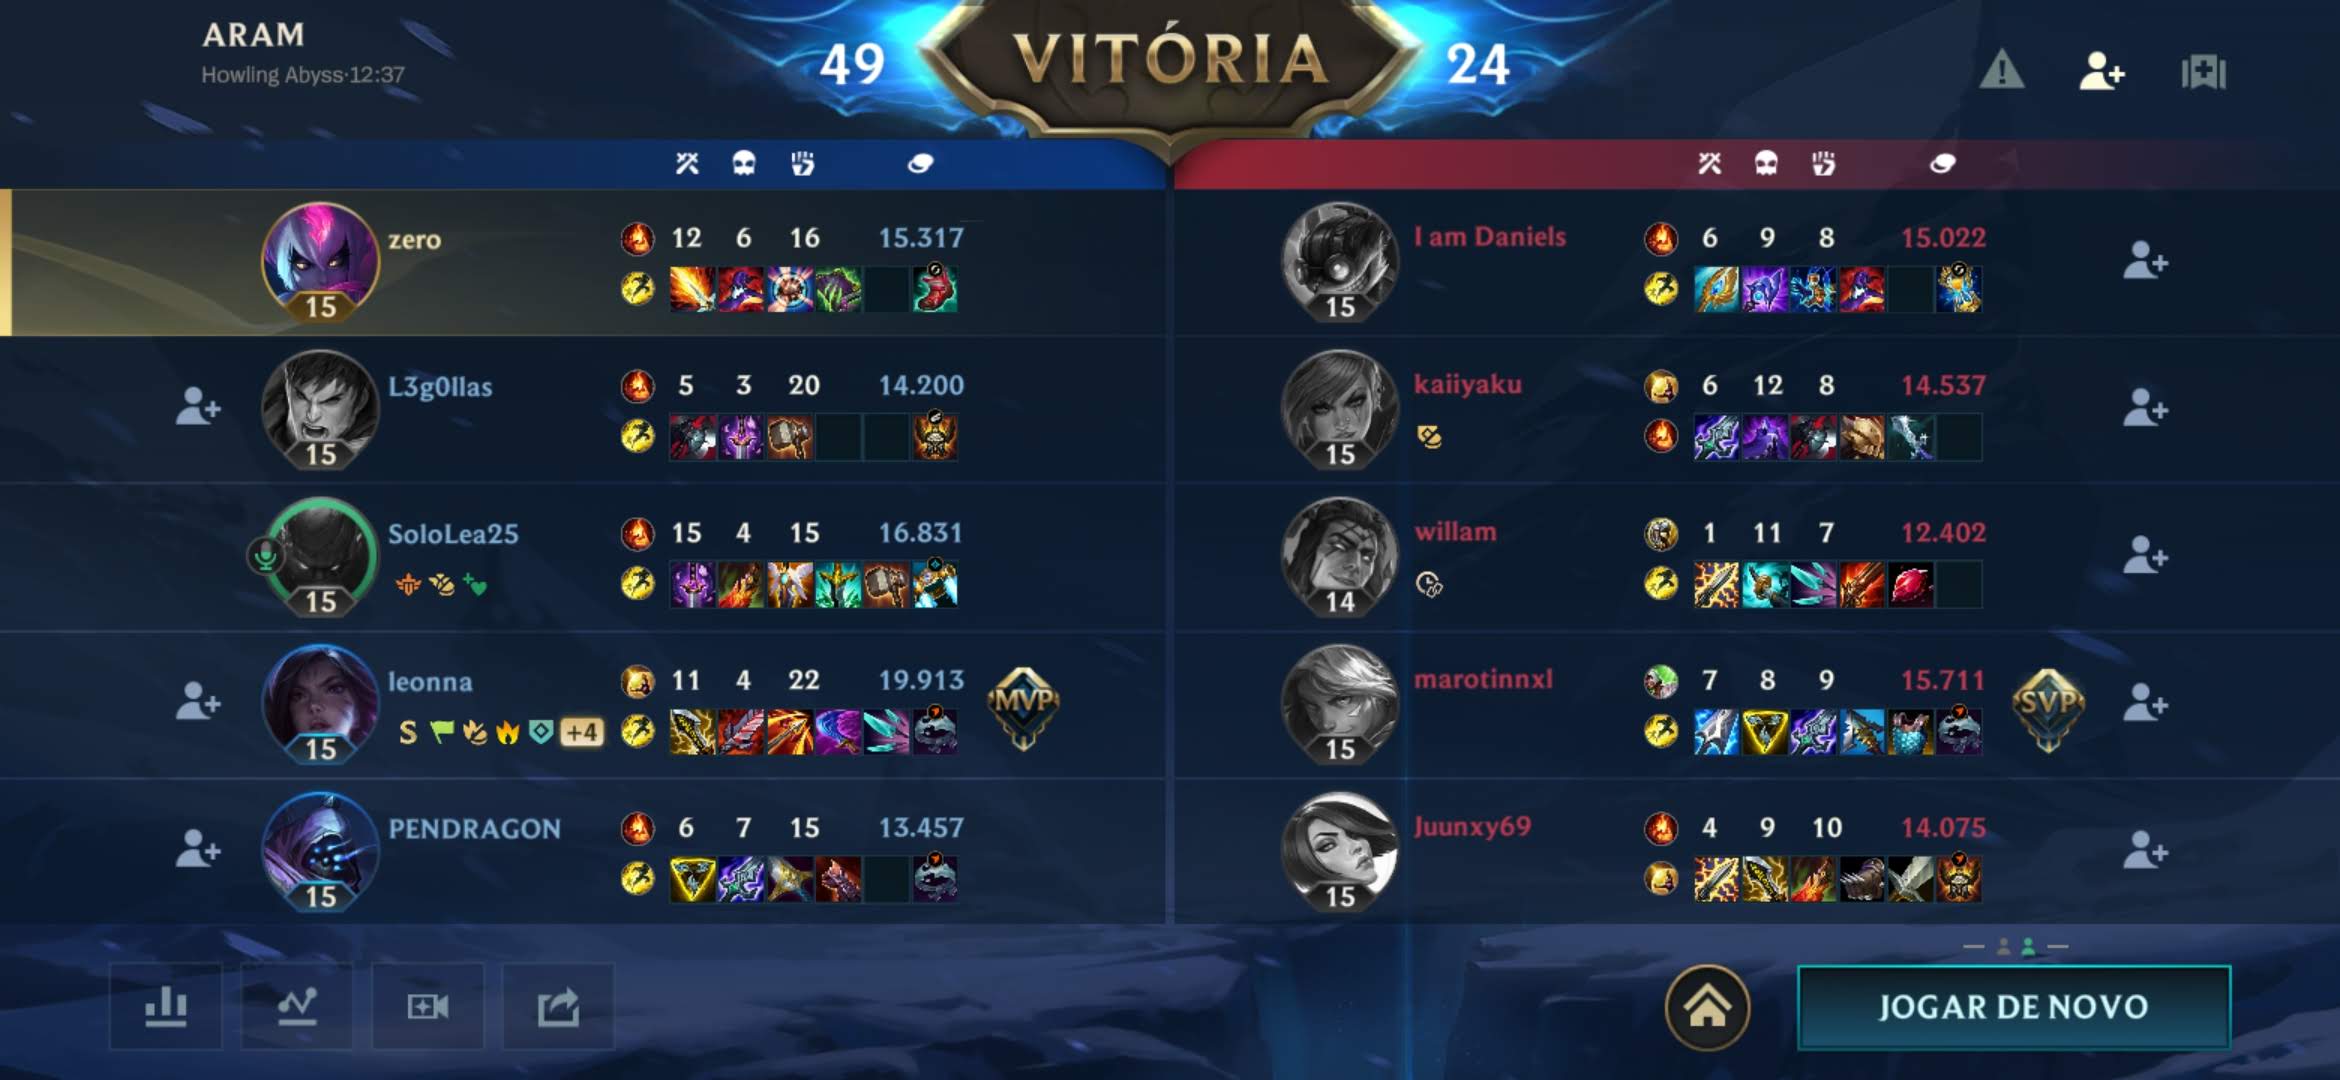 ARAM
Howling Abyss·12:37
49 VITÓRIA 24
zero 12 6 16 15.317
15
L3g0llas 5 3 20 14.200
15
SoloLea25 15 4 15 16.831
15
leonna 11 4 22 19.913 MVP
S +4
15
PENDRAGON 6 7 15 13.457
15
I am Daniels 6 9 8 15.022
15
kaiiyaku 6 12 8 14.537
15
willam 1 11 7 12.402
14
marotinnxl 7 8 9 15.711 SVP
15
Juunxy69 4 9 10 14.075
15
JOGAR DE NOVO